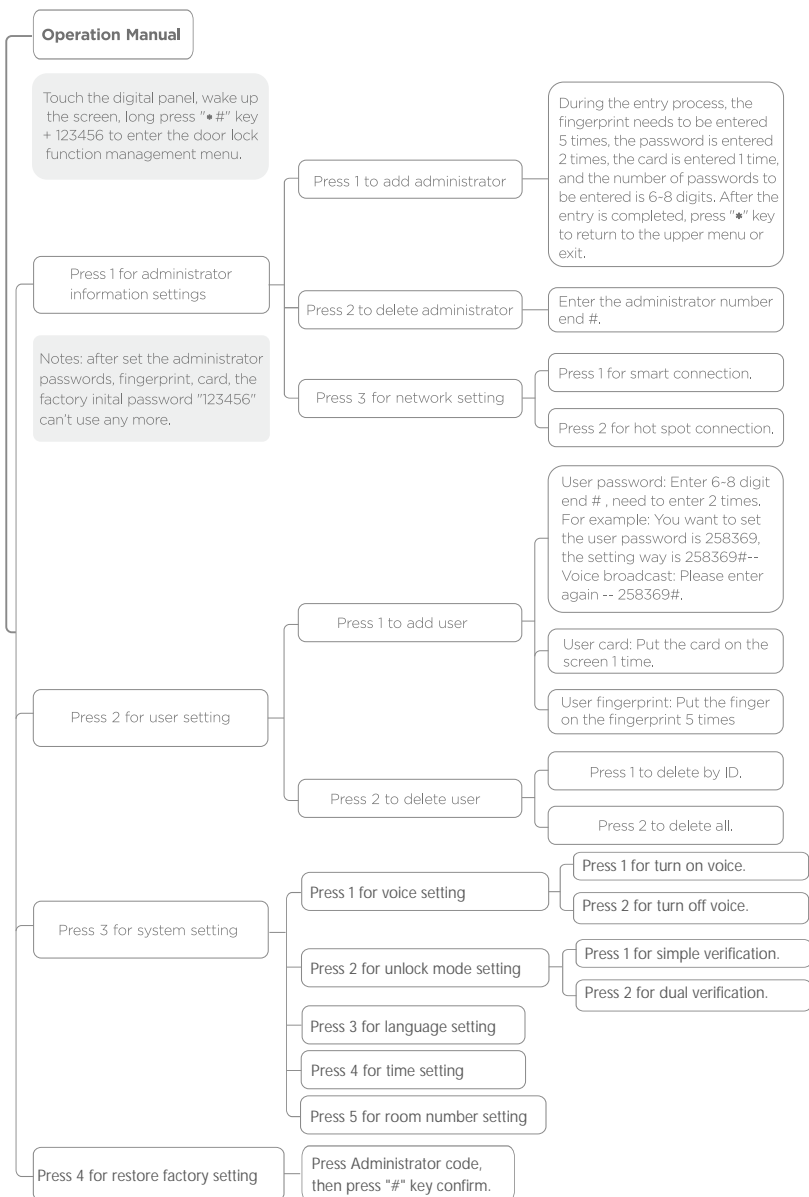 Operation Manual
Touch the digital panel, wake up
the screen, long press "* #" key
+ 123456 to enter the door lock
function management menu.
Press 1 for administrator
information settings
Notes: after set the administrator
passwords, fingerprint, card, the
factory inital password "123456"
can't use any more.
Press 1 to add administrator
During the entry process, the
fingerprint needs to be entered
5 times, the password is entered
2 times, the card is entered 1 time,
and the number of passwords to
be entered is 6-8 digits. After the
entry is completed, press "*" key
to return to the upper menu or
exit.
Press 2 to delete administrator
Enter the administrator number
end #.
Press 3 for network setting
Press 1 for smart connection.
Press 2 for hot spot connection.
Press 2 for user setting
Press 1 to add user
User password: Enter 6-8 digit
end # , need to enter 2 times.
For example: You want to set
the user password is 258369,
the setting way is 258369#--
Voice broadcast: Please enter
again -- 258369#.
User card: Put the card on the
screen 1 time.
User fingerprint: Put the finger
on the fingerprint 5 times
Press 2 to delete user
Press 1 to delete by ID.
Press 2 to delete all.
Press 3 for system setting
Press 1 for voice setting
Press 1 for turn on voice.
Press 2 for turn off voice.
Press 2 for unlock mode setting
Press 1 for simple verification.
Press 2 for dual verification.
Press 3 for language setting
Press 4 for time setting
Press 5 for room number setting
Press 4 for restore factory setting
Press Administrator code,
then press "#" key confirm.